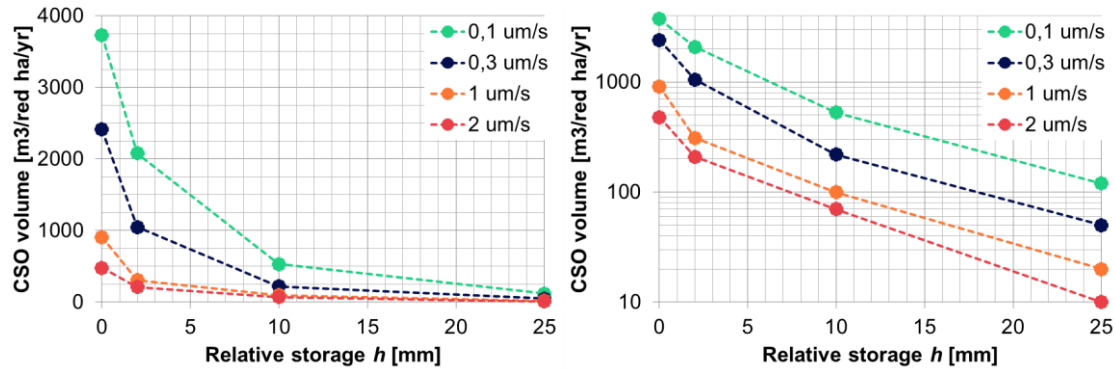 CSO volume [m3/red ha/yr]
4000
3000
2000
1000
0
0 5 10 15 20 25
Relative storage h [mm]
0,1 um/s
0,3 um/s
1 um/s
2 um/s
CSO volume [m3/red ha/yr]
1000
100
10
0 5 10 15 20 25
Relative storage h [mm]
0,1 um/s
0,3 um/s
1 um/s
2 um/s